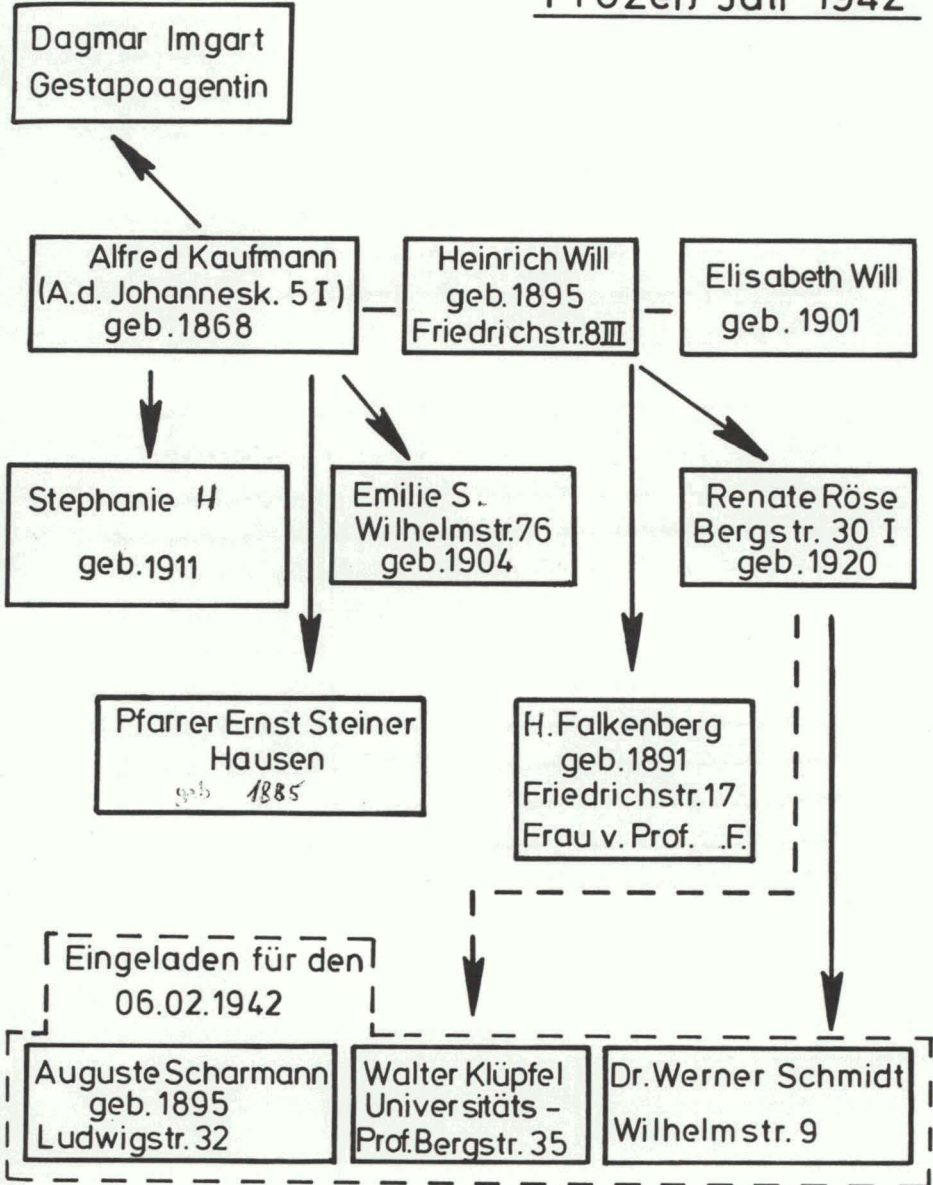 Dagmar Imgart
Gestapoagentin
Alfred Kaufmann
(A.d. Johannesk. 5 I)
geb. 1868
Heinrich Will
geb. 1895
Friedrichstr. 8 III
Elisabeth Will
geb. 1901
Stephanie H
geb. 1911
Emilie S.
Wilhelmstr. 76
geb. 1904
Renate Röse
Bergstr. 30 I
geb. 1920
Pfarrer Ernst Steiner
Hausen
geb 1885
H. Falkenberg
geb. 1891
Friedrichstr. 17
Frau v. Prof. .F.
Eingeladen für den
06.02.1942
Auguste Scharmann
geb. 1895
Ludwigstr. 32
Walter Klüpfel
Universitäts -
Prof. Bergstr. 35
Dr. Werner Schmidt
Wilhelmstr. 9